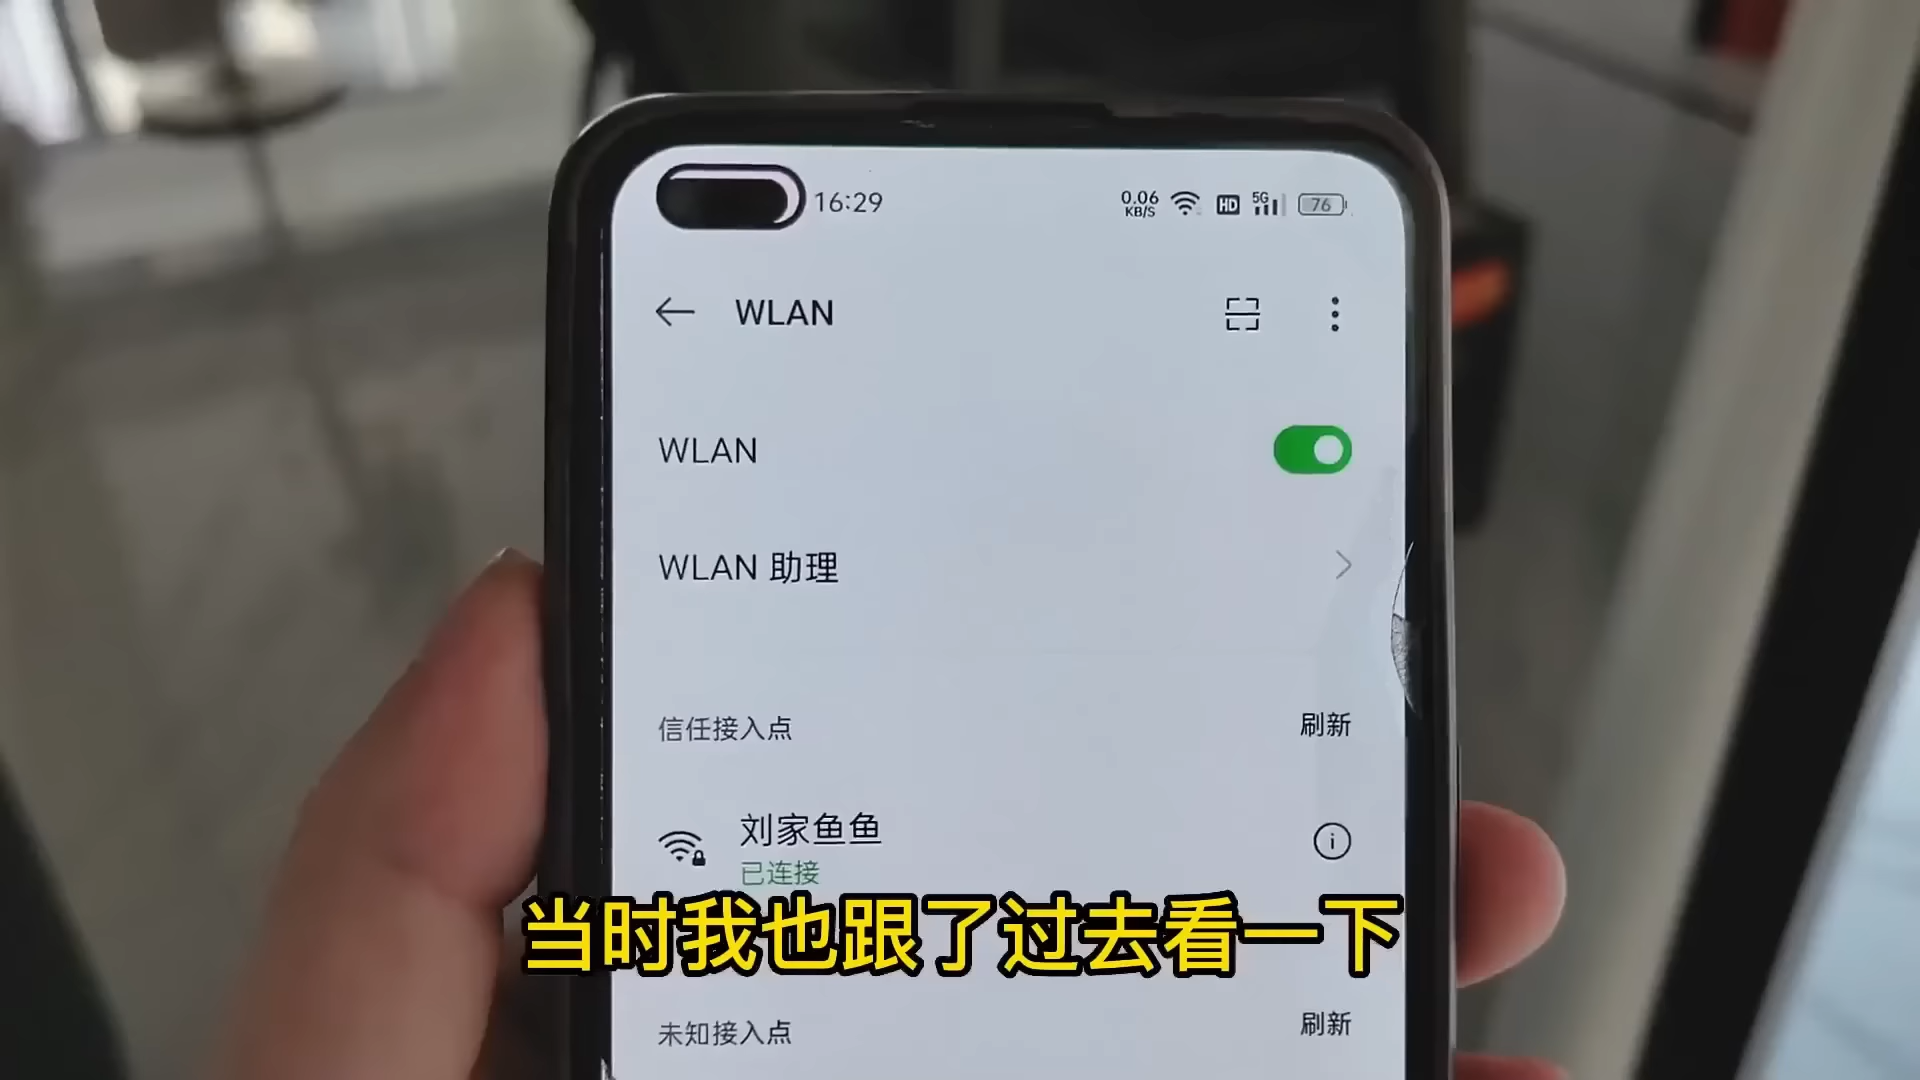 16:29
0.06
KB/S
HD
5G
76
WLAN
WLAN
WLAN 助理
信任接入点
刷新
刘家鱼鱼
已连接
当时我也跟了过去看一下
未知接入点
刷新